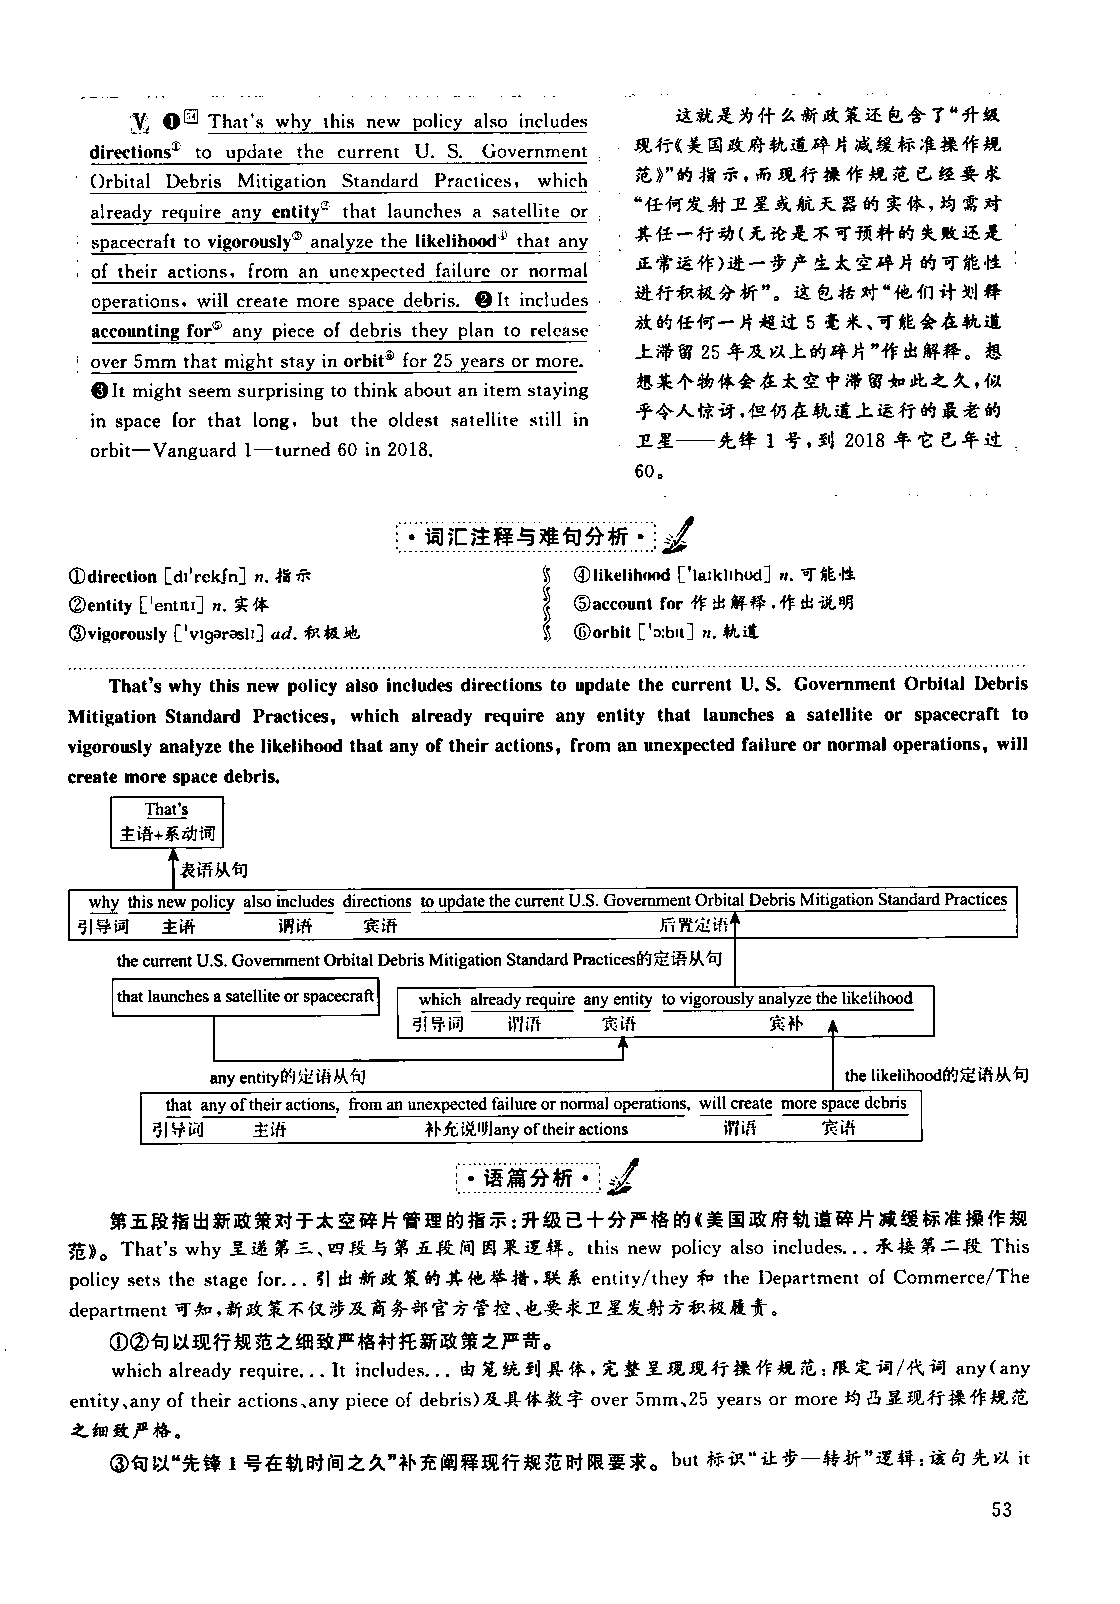 Ⅴ ❶ 24 That's why this new policy also includes
directions① to update the current U. S. Government
Orbital Debris Mitigation Standard Practices, which
already require any entity② that launches a satellite or
spacecraft to vigorously③ analyze the likelihood④ that any
of their actions, from an unexpected failure or normal
operations, will create more space debris. ❷It includes
accounting for⑤ any piece of debris they plan to release
over 5mm that might stay in orbit⑥ for 25 years or more.
❸It might seem surprising to think about an item staying
in space for that long, but the oldest satellite still in
orbit—Vanguard 1—turned 60 in 2018.
这就是为什么新政策还包含了“升级
现行《美国政府轨道碎片减缓标准操作规
范》”的指示,而现行操作规范已经要求
“任何发射卫星或航天器的实体,均需对
其任一行动(无论是不可预料的失败还是
正常运作)进一步产生太空碎片的可能性
进行积极分析”。这包括对“他们计划释
放的任何一片超过 5 毫米、可能会在轨道
上滞留 25 年及以上的碎片”作出解释。想
想某个物体会在太空中滞留如此之久,似
乎令人惊讶,但仍在轨道上运行的最老的
卫星——先锋 1 号,到 2018 年它已年过
60。
·词汇注释与难句分析·
①direction [dɪˈrekʃn] n. 指示
②entity [ˈentɪtɪ] n. 实体
③vigorously [ˈvɪgərəslɪ] ad. 积极地
④likelihood [ˈlaɪklɪhʊd] n. 可能性
⑤account for 作出解释,作出说明
⑥orbit [ˈɔːbɪt] n. 轨道
That's why this new policy also includes directions to update the current U. S. Government Orbital Debris
Mitigation Standard Practices, which already require any entity that launches a satellite or spacecraft to
vigorously analyze the likelihood that any of their actions, from an unexpected failure or normal operations, will
create more space debris.
That's
主语+系动词
表语从句
why this new policy also includes directions to update the current U.S. Government Orbital Debris Mitigation Standard Practices
引导词 主语 谓语 宾语 后置定语
the current U.S. Government Orbital Debris Mitigation Standard Practices的定语从句
that launches a satellite or spacecraft
which already require any entity to vigorously analyze the likelihood
引导词 谓语 宾语 宾补
any entity的定语从句
the likelihood的定语从句
that any of their actions, from an unexpected failure or normal operations, will create more space debris
引导词 主语 补充说明any of their actions 谓语 宾语
·语篇分析·
第五段指出新政策对于太空碎片管理的指示:升级已十分严格的《美国政府轨道碎片减缓标准操作规
范》。That's why 呈递第三、四段与第五段间因果逻辑。this new policy also includes... 承接第二段 This
policy sets the stage for... 引出新政策的其他举措,联系 entity/they 和 the Department of Commerce/The
department 可知,新政策不仅涉及商务部官方管控、也要求卫星发射方积极履责。
①②句以现行规范之细致严格衬托新政策之严苛。
which already require... It includes... 由笼统到具体,完整呈现现行操作规范;限定词/代词 any(any
entity、any of their actions、any piece of debris)及具体数字 over 5mm、25 years or more 均凸显现行操作规范
之细致严格。
③句以“先锋 1 号在轨时间之久”补充阐释现行规范时限要求。but 标识“让步—转折”逻辑:该句先以 it
53